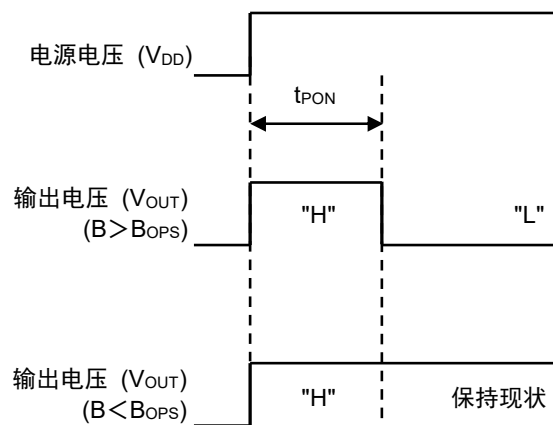 电源电压 (VDD)
tPON
输出电压 (VOUT)
(B＞BOPS)
"H"
"L"
输出电压 (VOUT)
(B＜BOPS)
"H"
保持现状